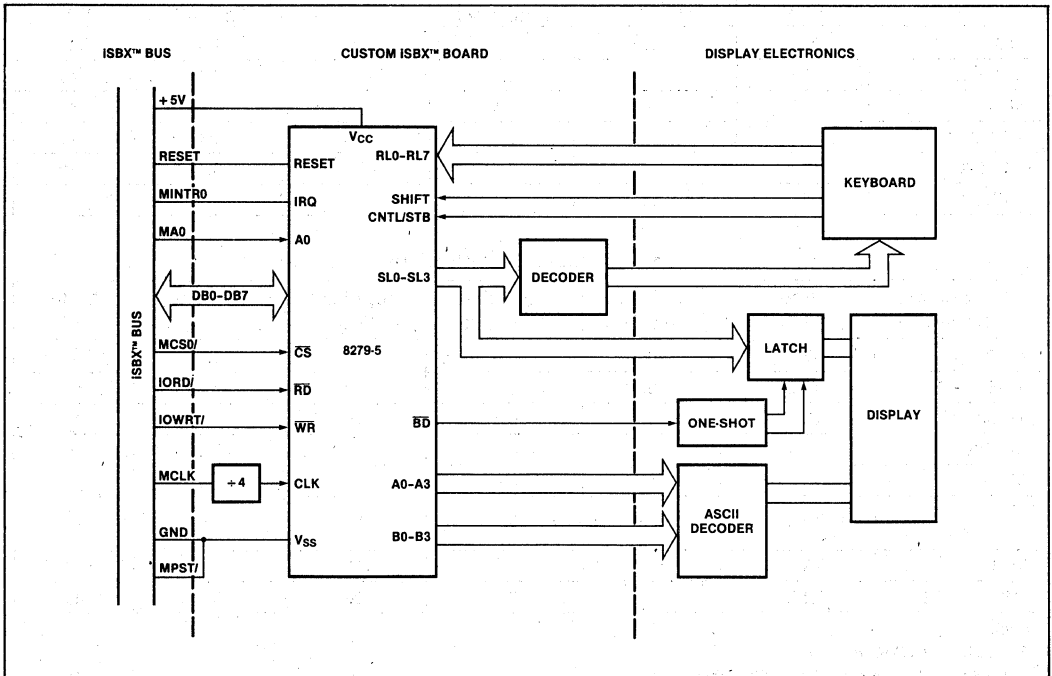 iSBX™ BUS
CUSTOM iSBX™ BOARD
DISPLAY ELECTRONICS
+5V
VCC
RL0–RL7
RESET
RESET
KEYBOARD
MINTR0
IRQ
SHIFT
CNTL/STB
MA0
A0
SL0–SL3
DECODER
DB0–DB7
iSBX™ BUS
MCS0/
CS
8279-5
LATCH
IORD/
RD
IOWRT/
WR
BD
ONE-SHOT
DISPLAY
MCLK
÷4
CLK
A0–A3
ASCII
DECODER
GND
VSS
B0–B3
MPST/